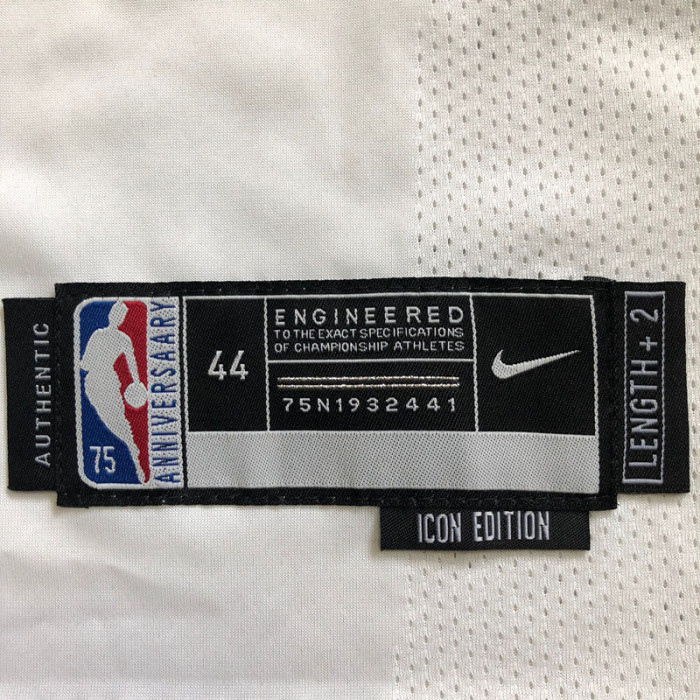 AUTHENTIC
75
ANNIVERSAARY
44
ENGINEERED
TO THE EXACT SPECIFICATIONS
OF CHAMPIONSHIP ATHLETES
75N1932441
LENGTH + 2
ICON EDITION